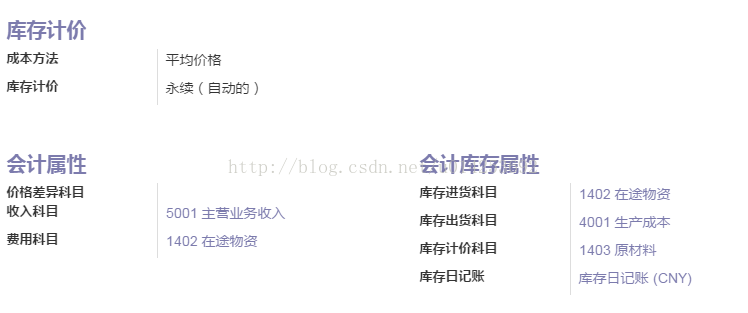 库存计价
成本方法 平均价格
库存计价 永续（自动的）
会计属性
价格差异科目
收入科目 5001 主营业务收入
费用科目 1402 在途物资
会计库存属性
库存进货科目 1402 在途物资
库存出货科目 4001 生产成本
库存计价科目 1403 原材料
库存日记账 库存日记账 (CNY)
http://blog.csdn.net